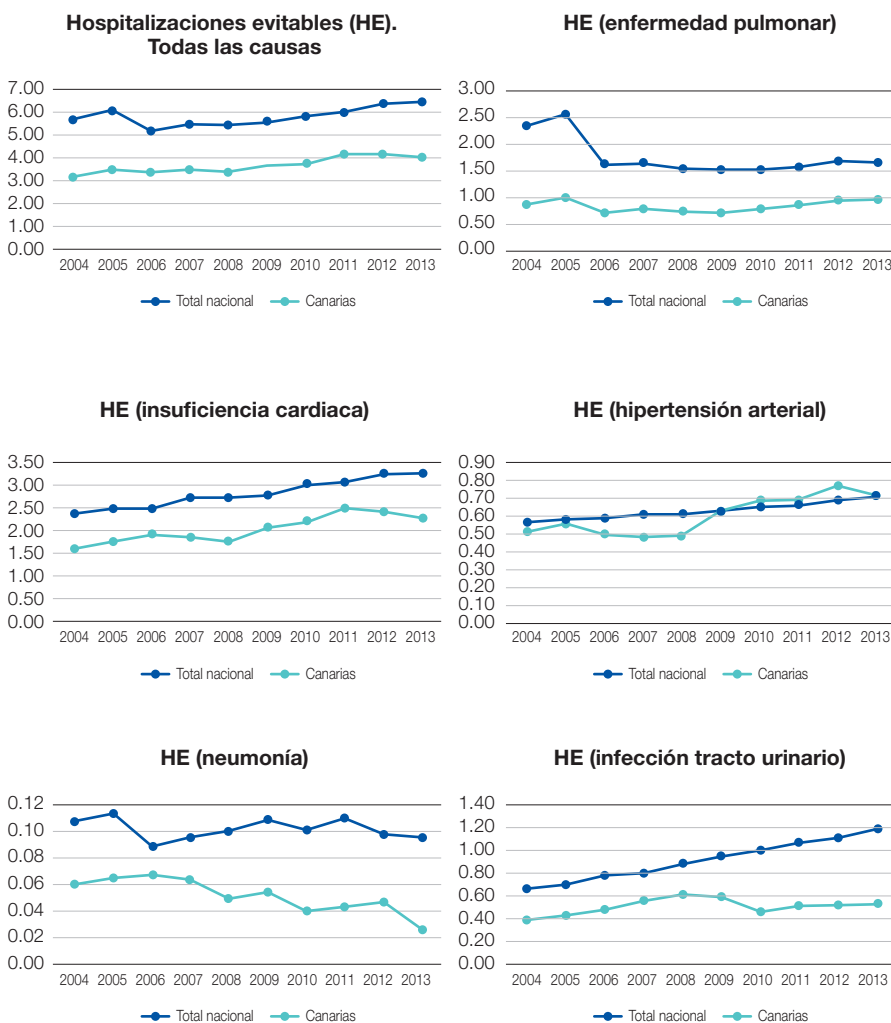 Hospitalizaciones evitables (HE).
Todas las causas
7.00
6.00
5.00
4.00
3.00
2.00
1.00
0.00
2004 2005 2006 2007 2008 2009 2010 2011 2012 2013
Total nacional Canarias
HE (enfermedad pulmonar)
3.00
2.50
2.00
1.50
1.00
0.50
0.00
2004 2005 2006 2007 2008 2009 2010 2011 2012 2013
Total nacional Canarias
HE (insuficiencia cardiaca)
3.50
3.00
2.50
2.00
1.50
1.00
0.50
0.00
2004 2005 2006 2007 2008 2009 2010 2011 2012 2013
Total nacional Canarias
HE (hipertensión arterial)
0.90
0.80
0.70
0.60
0.50
0.40
0.30
0.20
0.10
0.00
2004 2005 2006 2007 2008 2009 2010 2011 2012 2013
Total nacional Canarias
HE (neumonía)
0.12
0.10
0.08
0.06
0.04
0.02
0.00
2004 2005 2006 2007 2008 2009 2010 2011 2012 2013
Total nacional Canarias
HE (infección tracto urinario)
1.40
1.20
1.00
0.80
0.60
0.40
0.20
0.00
2004 2005 2006 2007 2008 2009 2010 2011 2012 2013
Total nacional Canarias